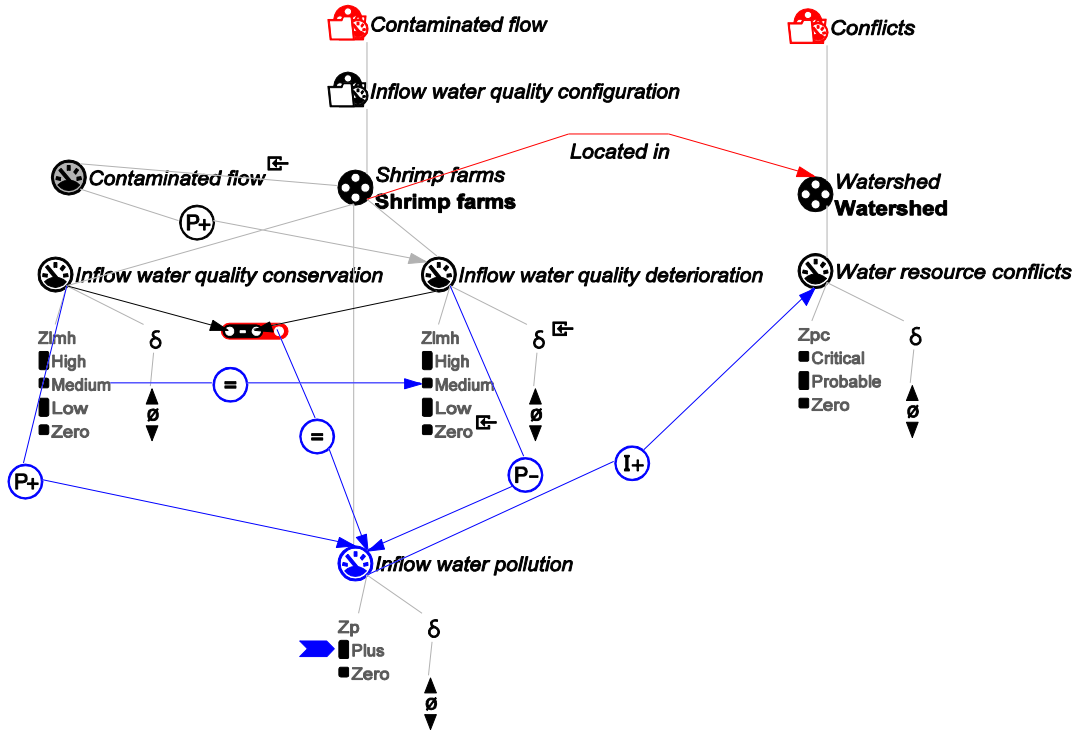 Contaminated flow
Conflicts
Inflow water quality configuration
Located in
Contaminated flow
Shrimp farms
Shrimp farms
Watershed
Watershed
P+
Inflow water quality conservation
Inflow water quality deterioration
Water resource conflicts
Zlmh
δ
High
Medium
Low
Zero
ø
-
=
=
Zlmh
δ
High
Medium
Low
Zero
ø
Zpc
δ
Critical
Probable
Zero
ø
P+
P-
I+
Inflow water pollution
Zp
δ
Plus
Zero
ø